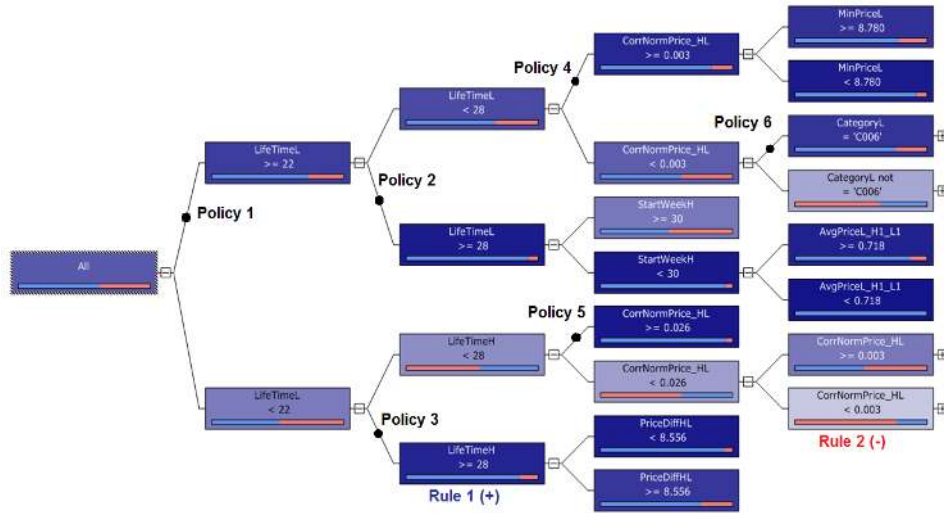 All
Policy 1
LifeTimeL
>= 22
LifeTimeL
< 22
Policy 2
Policy 3
LifeTimeL
< 28
LifeTimeL
>= 28
LifeTimeH
< 28
LifeTimeH
>= 28
Rule 1 (+)
Policy 4
Policy 5
CorrNormPrice_HL
>= 0.003
CorrNormPrice_HL
< 0.003
StartWeekH
>= 30
StartWeekH
< 30
CorrNormPrice_HL
>= 0.026
CorrNormPrice_HL
< 0.026
PriceDiffHL
< 8.556
PriceDiffHL
>= 8.556
Policy 6
MinPriceL
>= 8.780
MinPriceL
< 8.780
CategoryL
= 'C006'
CategoryL not
= 'C006'
AvgPriceL_H1_L1
>= 0.718
AvgPriceL_H1_L1
< 0.718
CorrNormPrice_HL
>= 0.003
CorrNormPrice_HL
< 0.003
Rule 2 (-)